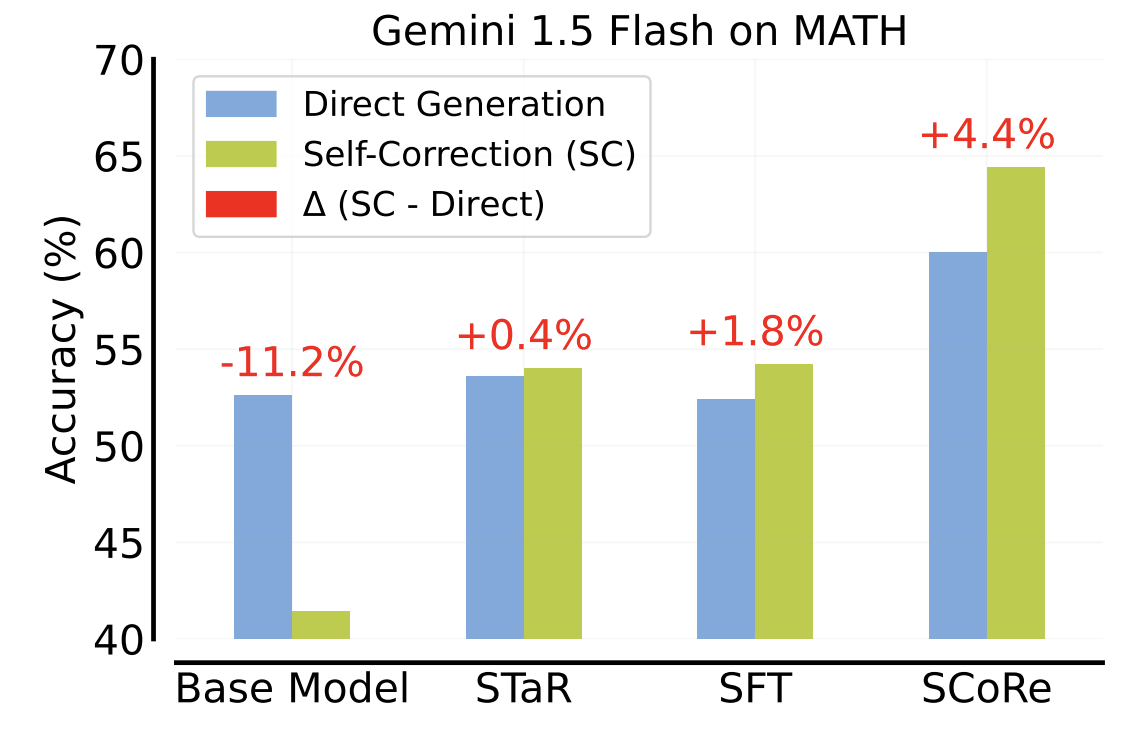 Gemini 1.5 Flash on MATH
Direct Generation
Self-Correction (SC)
Δ (SC - Direct)
Accuracy (%)
70
65
60
55
50
45
40
-11.2%
+0.4%
+1.8%
+4.4%
Base Model
STaR
SFT
SCoRe